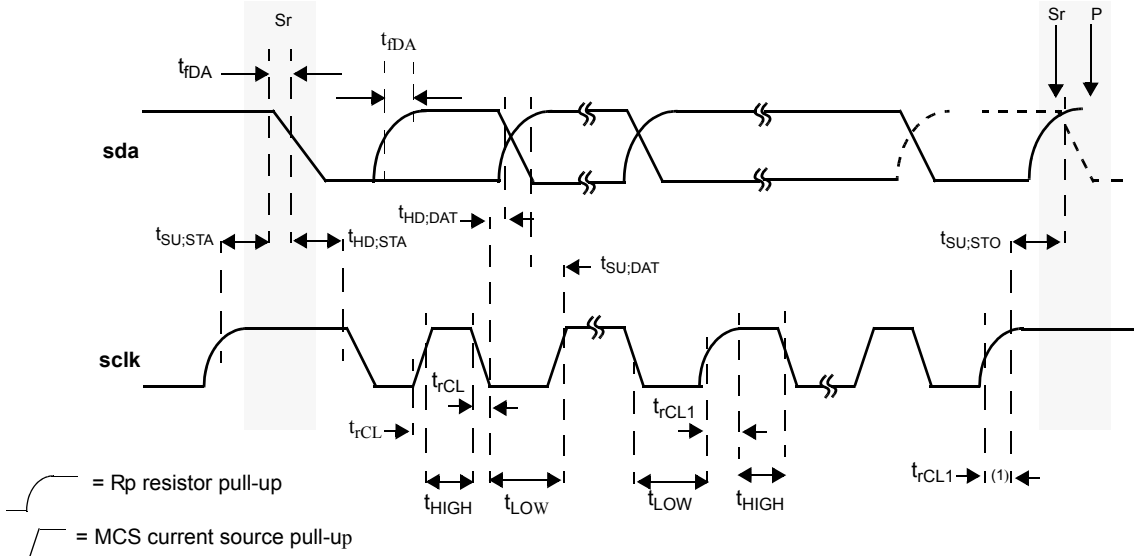 Sr
Sr P
tfDA
tfDA
sda
tHD;DAT
tSU;STA
tHD;STA
tSU;STO
tSU;DAT
sclk
trCL
trCL1
trCL
trCL1 (1)
tHIGH
tLOW
tLOW
tHIGH
= Rp resistor pull-up
= MCS current source pull-up